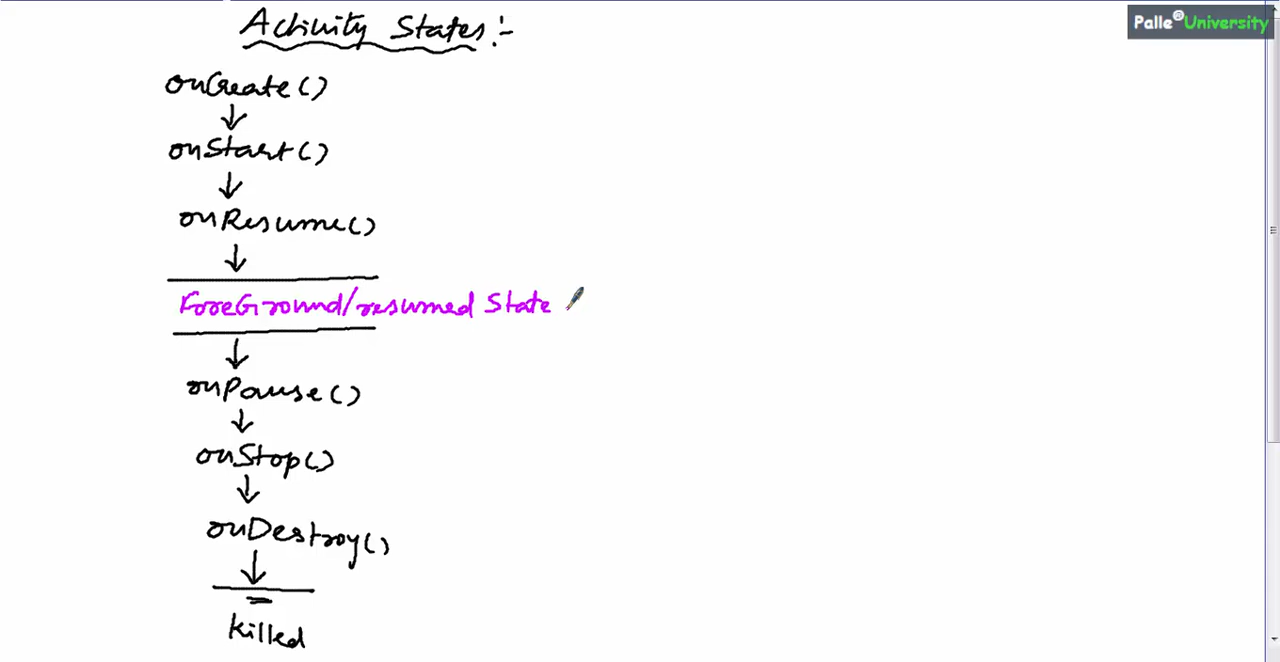 Activity States :-
Palle® University
onCreate()
↓
onStart()
↓
onResume()
↓
ForeGround/resumed State
↓
onPause()
↓
onStop()
↓
onDestroy()
↓
killed